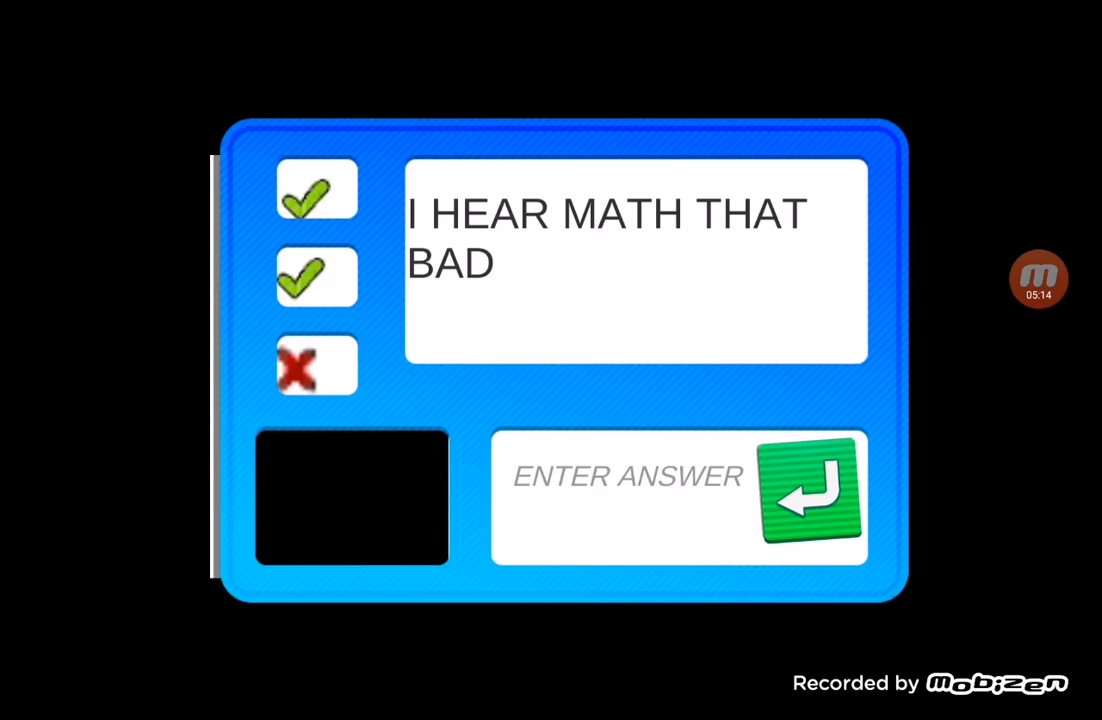 I HEAR MATH THAT
BAD
05:14
ENTER ANSWER
Recorded by mobizen